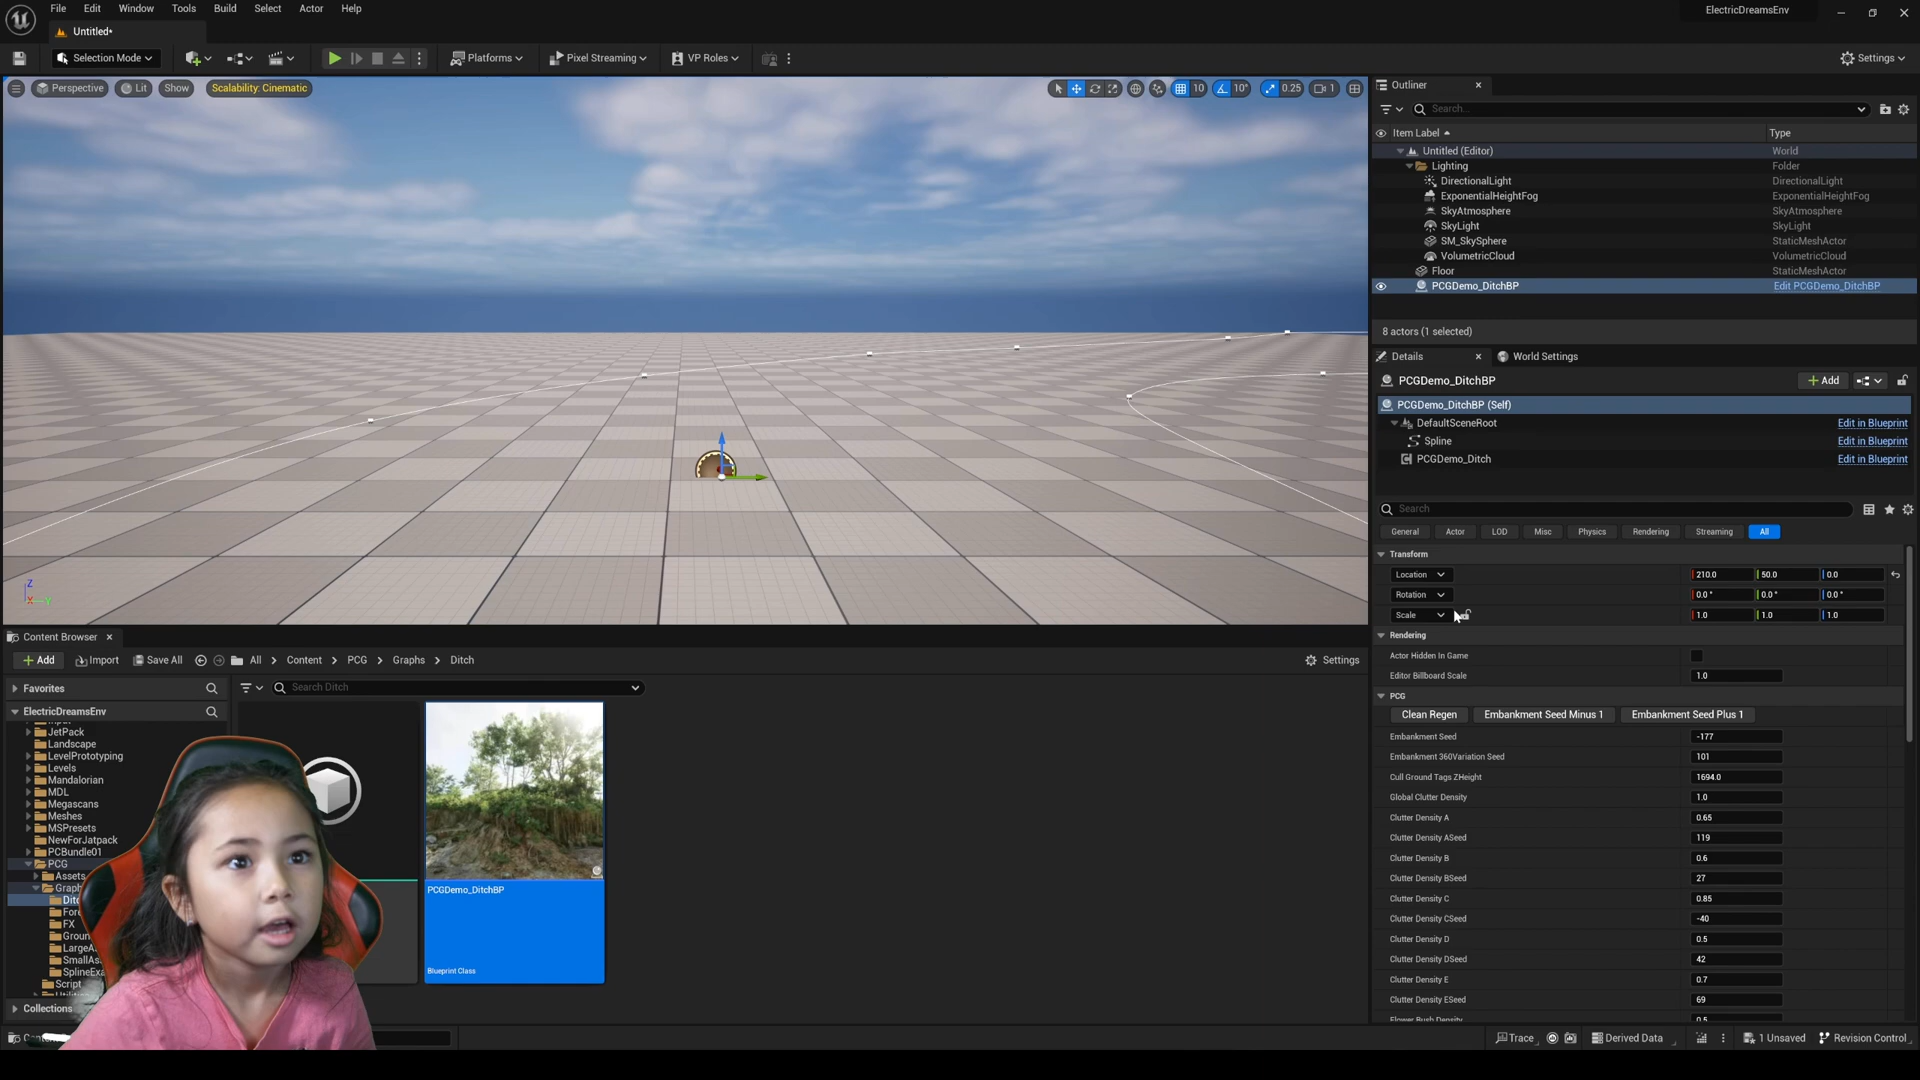 File Edit Window Tools Build Select Actor Help
ElectricDreamsEnv
Untitled*
Selection Mode
Platforms
Pixel Streaming
VP Roles
Settings
Perspective
Lit
Show
Scalability: Cinematic
10
10°
0.25
1
Z
X
Y
Outliner
Search...
Item Label Type
Untitled (Editor) World
Lighting Folder
DirectionalLight DirectionalLight
ExponentialHeightFog ExponentialHeightFog
SkyAtmosphere SkyAtmosphere
SkyLight SkyLight
SM_SkySphere StaticMeshActor
VolumetricCloud VolumetricCloud
Floor StaticMeshActor
PCGDemo_DitchBP Edit PCGDemo_DitchBP
8 actors (1 selected)
Details
World Settings
PCGDemo_DitchBP
Add
PCGDemo_DitchBP (Self)
DefaultSceneRoot Edit in Blueprint
Spline Edit in Blueprint
PCGDemo_Ditch Edit in Blueprint
Search
General Actor LOD Misc Physics Rendering Streaming All
Transform
Location 210.0 50.0 0.0
Rotation 0.0° 0.0° 0.0°
Scale 1.0 1.0 1.0
Rendering
Actor Hidden In Game
Editor Billboard Scale 1.0
PCG
Clean Regen Embankment Seed Minus 1 Embankment Seed Plus 1
Embankment Seed -177
Embankment 360Variation Seed 101
Cull Ground Tags ZHeight 1694.0
Global Clutter Density 1.0
Clutter Density A 0.65
Clutter Density ASeed 119
Clutter Density B 0.6
Clutter Density BSeed 27
Clutter Density C 0.85
Clutter Density CSeed -40
Clutter Density D 0.5
Clutter Density DSeed 42
Clutter Density E 0.7
Clutter Density ESeed 69
Flower Bush Density 0.5
Content Browser
Add
Import
Save All
All > Content > PCG > Graphs > Ditch
Settings
Favorites
Search Ditch
ElectricDreamsEnv
JetPack
Landscape
LevelPrototyping
Levels
Mandalorian
MDL
Megascans
Meshes
MSPresets
NewForJatpack
PCBundle01
PCG
Assets
Graph
Ditc
Fore
FX
Groun
LargeA
SmallAs
SplineExa
Script
Collections
PCGDemo_DitchBP
Blueprint Class
Trace
Derived Data
1 Unsaved
Revision Control